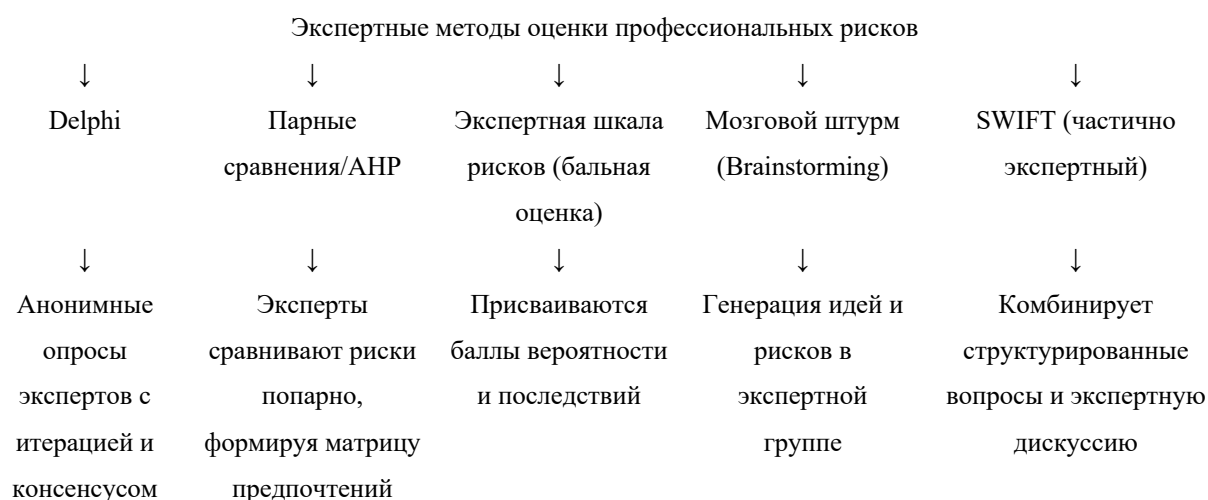 Экспертные методы оценки профессиональных рисков
↓ ↓ ↓ ↓ ↓
Delphi
Парные
сравнения/AHP
Экспертная шкала
рисков (бальная
оценка)
Мозговой штурм
(Brainstorming)
SWIFT (частично
экспертный)
↓ ↓ ↓ ↓ ↓
Анонимные
опросы
экспертов с
итерацией и
консенсусом
Эксперты
сравнивают риски
попарно,
формируя матрицу
предпочтений
Присваиваются
баллы вероятности
и последствий
Генерация идей и
рисков в
экспертной
группе
Комбинирует
структурированные
вопросы и экспертную
дискуссию